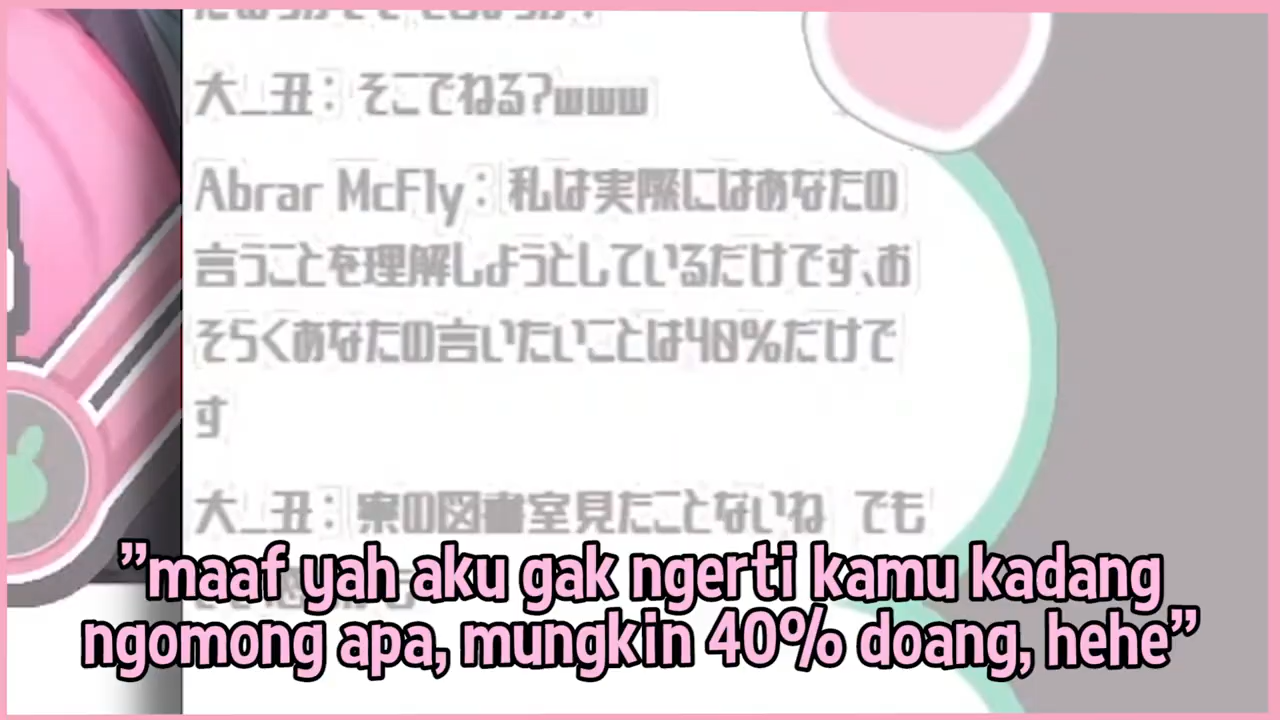 大_丑: そこでねる?www
Abrar McFly: 私は実際にはあなたの
言うことを理解しようとしているだけです、お
そらくあなたの言いたいことは40%だけで
す
大_丑: 寮の図書室見たことないね でも
"maaf yah aku gak ngerti kamu kadang
ngomong apa, mungkin 40% doang, hehe"